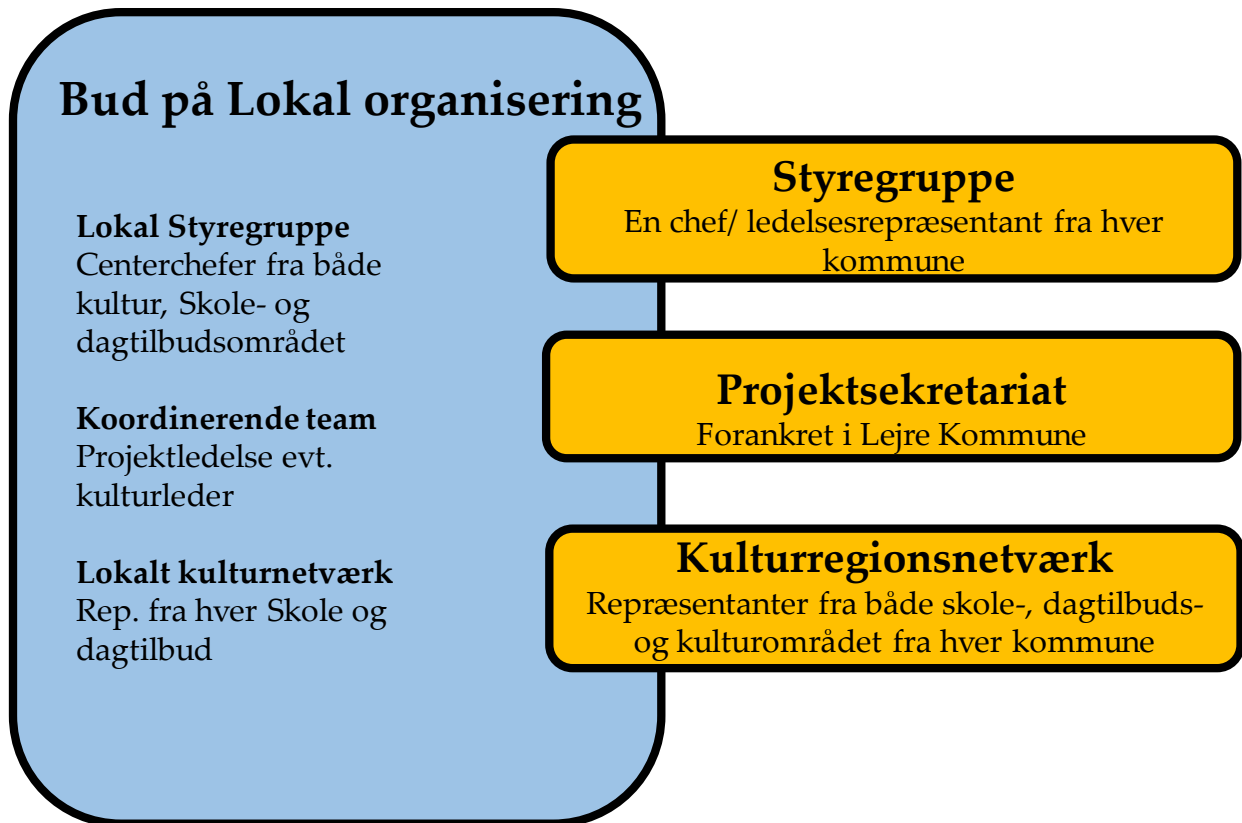 Bud på Lokal organisering
Lokal Styregruppe
Centerchefer fra både
kultur, Skole- og
dagtilbudsområdet
Koordinerende team
Projektledelse evt.
kulturleder
Lokalt kulturnetværk
Rep. fra hver Skole og
dagtilbud
Styregruppe
En chef/ ledelsesrepræsentant fra hver
kommune
Projektsekretariat
Forankret i Lejre Kommune
Kulturregionsnetværk
Repræsentanter fra både skole-, dagtilbuds-
og kulturområdet fra hver kommune